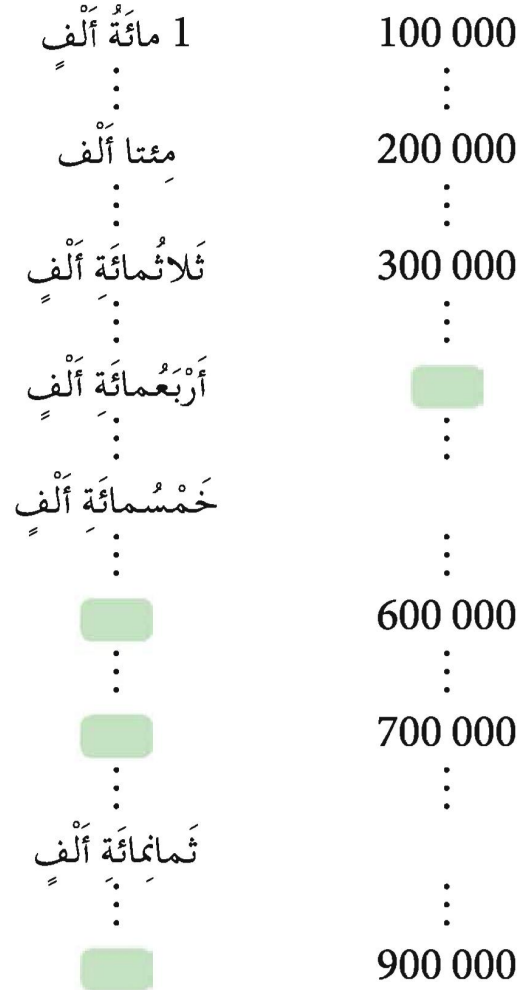 1 مائَةُ أَلْفٍ 100 000
مِئتا أَلْف 200 000
ثَلاثُمائَةِ أَلْفٍ 300 000
أَرْبَعُمائَةِ أَلْفٍ
خَمْسُمائَةِ أَلْفٍ
600 000
700 000
ثَمانِمائَةِ أَلْفٍ
900 000